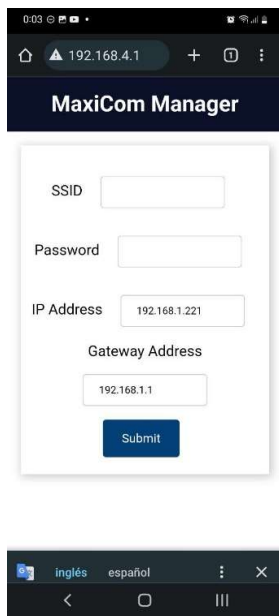 0:03
192.168.4.1
1
MaxiCom Manager
SSID
Password
IP Address 192.168.1.221
Gateway Address
192.168.1.1
Submit
inglés español